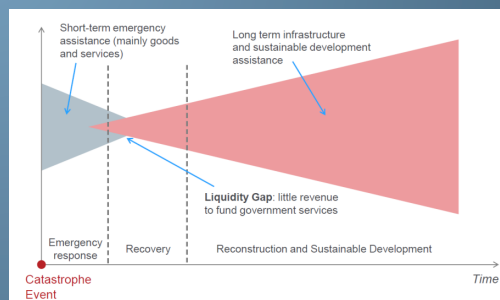 Short-term emergency
assistance (mainly goods
and services)
Long term infrastructure
and sustainable development
assistance
Liquidity Gap: little revenue
to fund government services
Emergency
response
Recovery
Reconstruction and Sustainable Development
Catastrophe
Event
Time